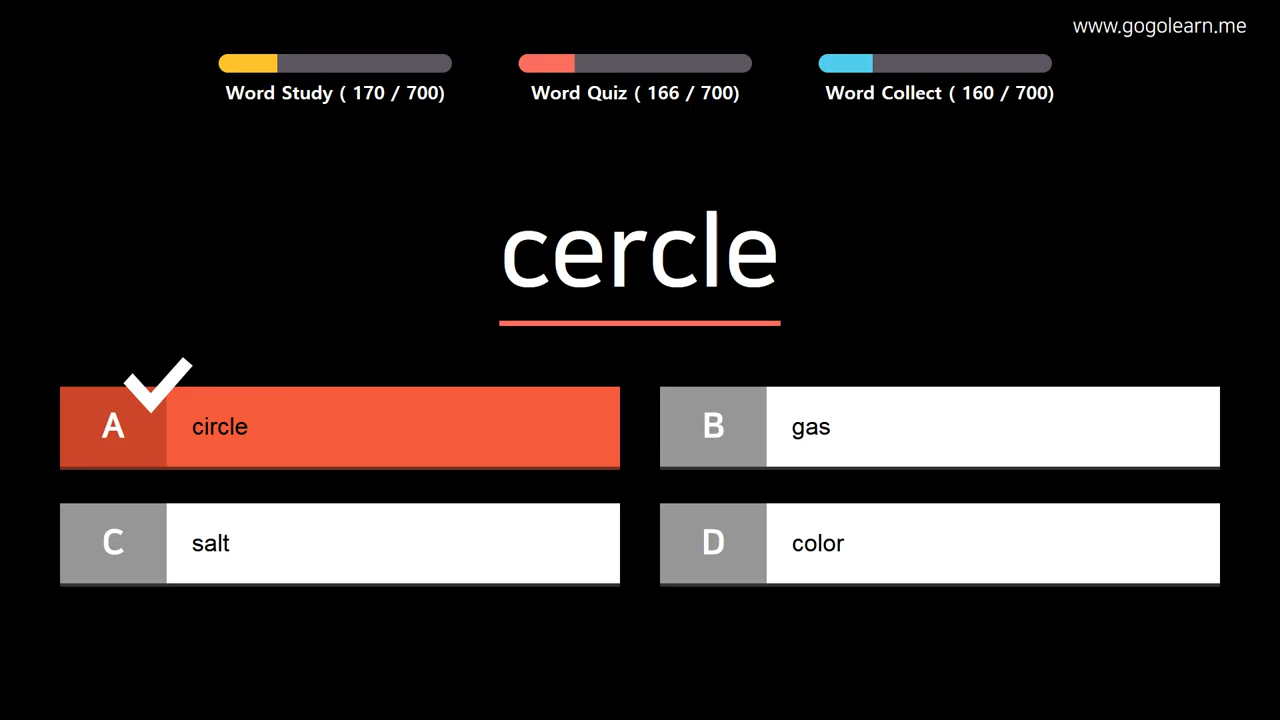 www.gogolearn.me
Word Study ( 170 / 700)
Word Quiz ( 166 / 700)
Word Collect ( 160 / 700)
cercle
A circle
B gas
C salt
D color